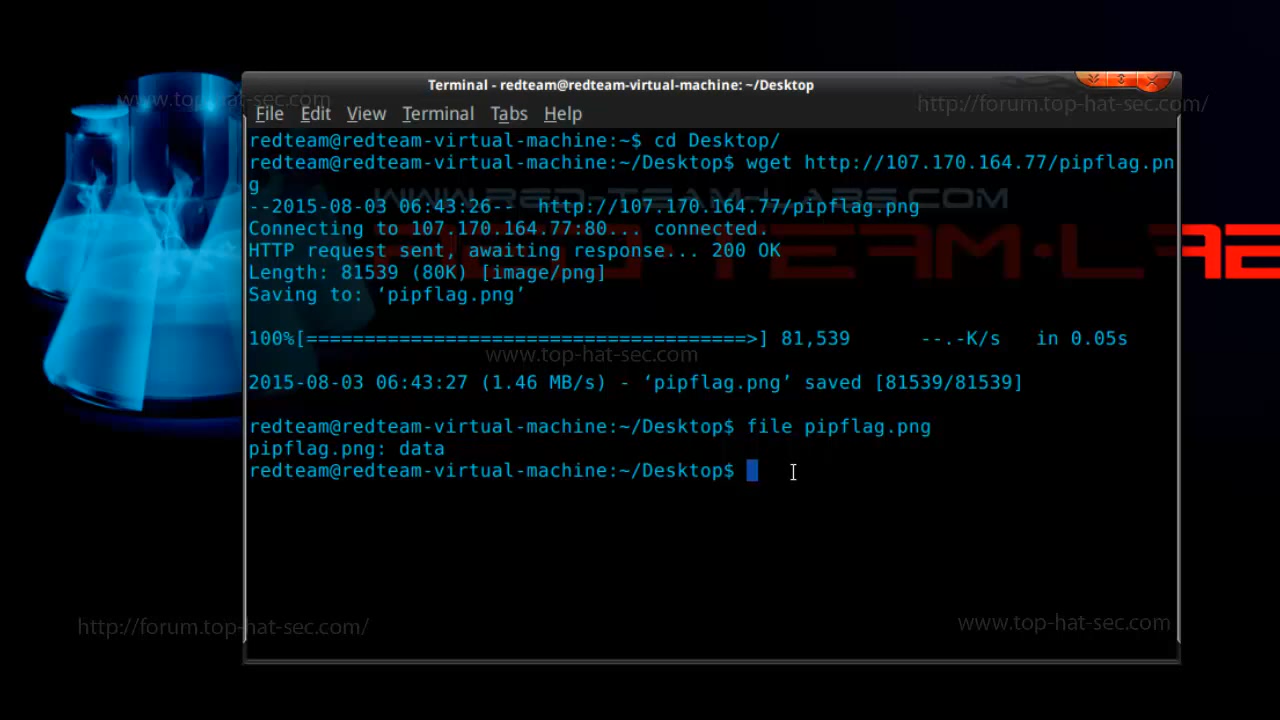 www.top-hat-sec.com
http://forum.top-hat-sec.com/
Terminal - redteam@redteam-virtual-machine: ~/Desktop
File Edit View Terminal Tabs Help
redteam@redteam-virtual-machine:~$ cd Desktop/
redteam@redteam-virtual-machine:~/Desktop$ wget http://107.170.164.77/pipflag.pn
g
WWW.RED-TEAM-LABS.COM
--2015-08-03 06:43:26--  http://107.170.164.77/pipflag.png
Connecting to 107.170.164.77:80... connected.
HTTP request sent, awaiting response... 200 OK
Length: 81539 (80K) [image/png]
Saving to: ‘pipflag.png’
100%[======================================>] 81,539      --.-K/s   in 0.05s
www.top-hat-sec.com
2015-08-03 06:43:27 (1.46 MB/s) - ‘pipflag.png’ saved [81539/81539]
redteam@redteam-virtual-machine:~/Desktop$ file pipflag.png
pipflag.png: data
redteam@redteam-virtual-machine:~/Desktop$
http://forum.top-hat-sec.com/
www.top-hat-sec.com